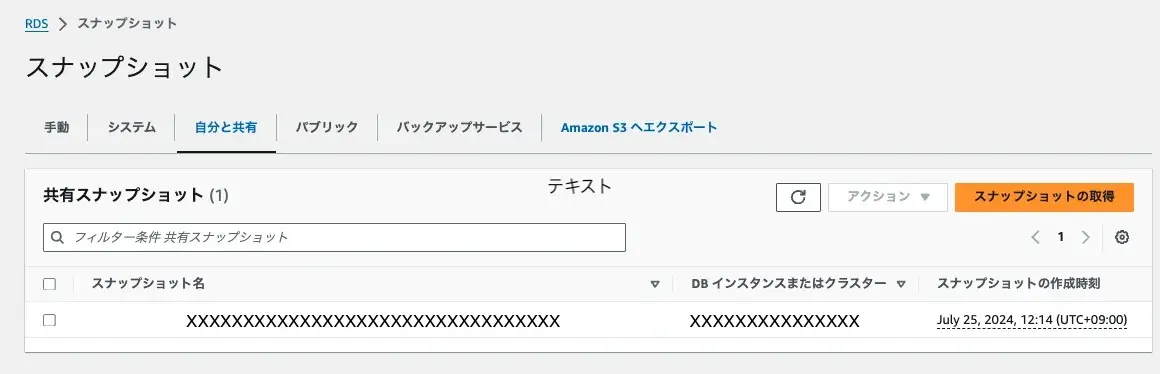 RDS > スナップショット
スナップショット
手動 システム 自分と共有 パブリック バックアップサービス Amazon S3 へエクスポート
テキスト
共有スナップショット (1) アクション スナップショットの取得
フィルター条件 共有スナップショット 1
スナップショット名 DB インスタンスまたはクラスター スナップショットの作成時刻
XXXXXXXXXXXXXXXXXXXXXXXXXXXXXXXXX XXXXXXXXXXXXXXX July 25, 2024, 12:14 (UTC+09:00)